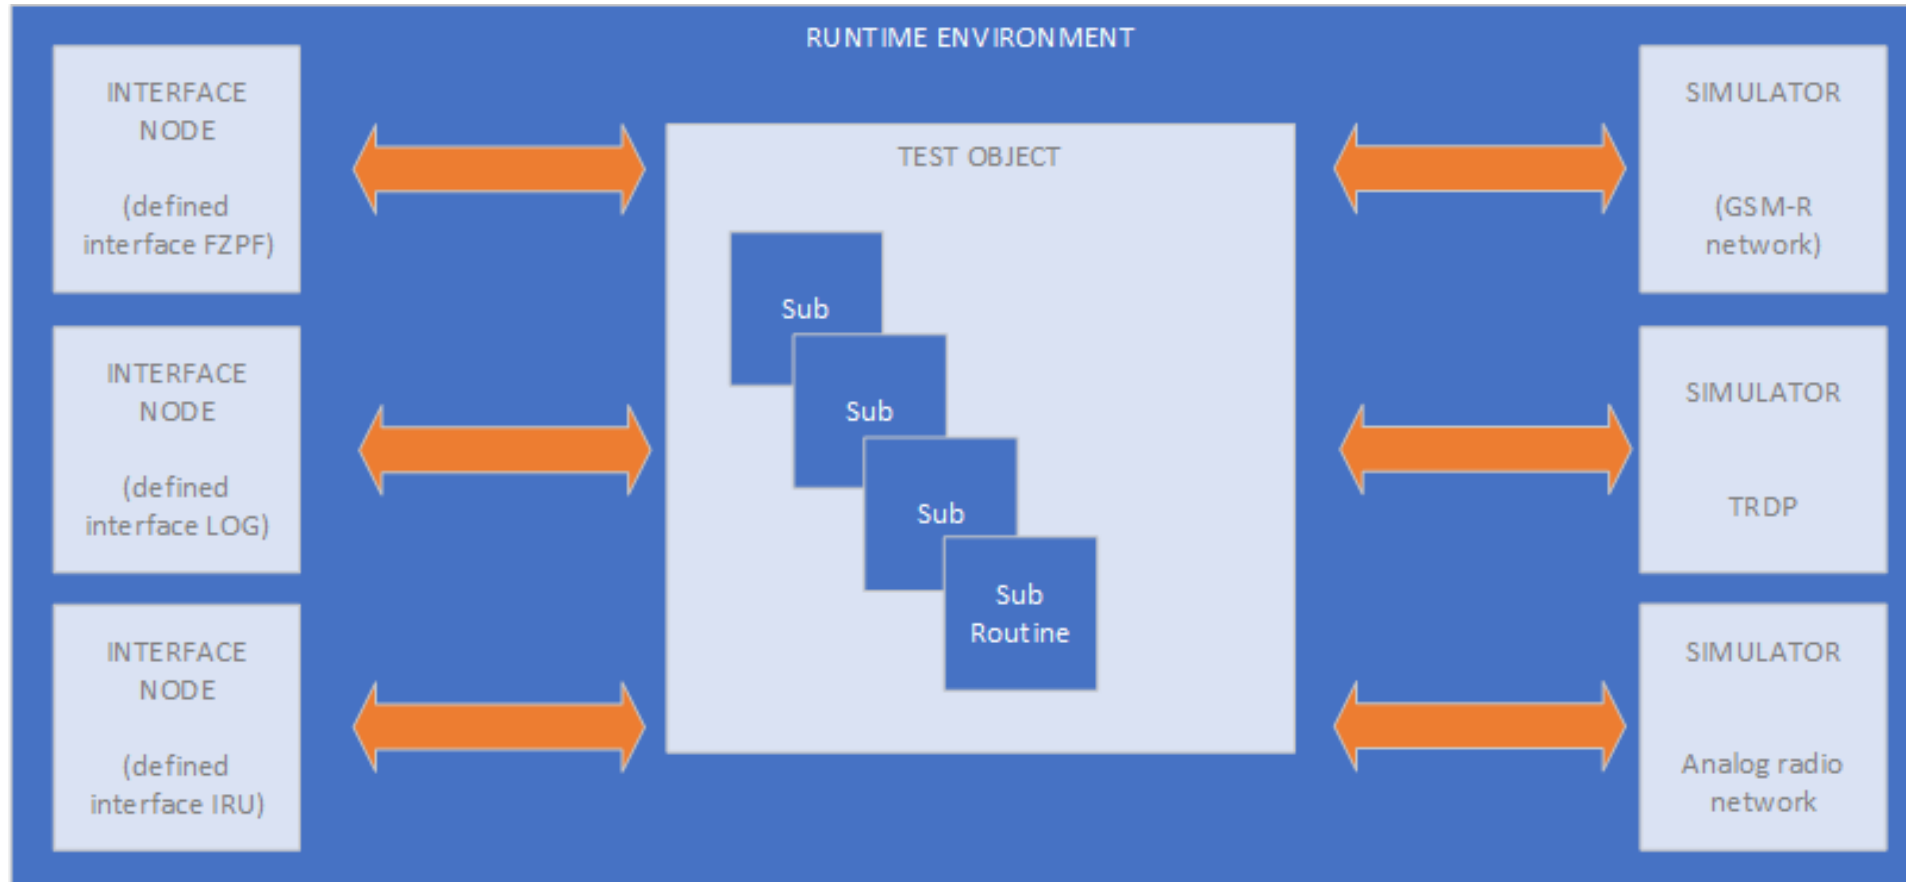 RUNTIME ENVIRONMENT
INTERFACE
NODE
(defined
interface FZPF)
INTERFACE
NODE
(defined
interface LOG)
INTERFACE
NODE
(defined
interface IRU)
TEST OBJECT
Sub
Sub
Sub
Sub
Routine
SIMULATOR
(GSM-R
network)
SIMULATOR
TRDP
SIMULATOR
Analog radio
network